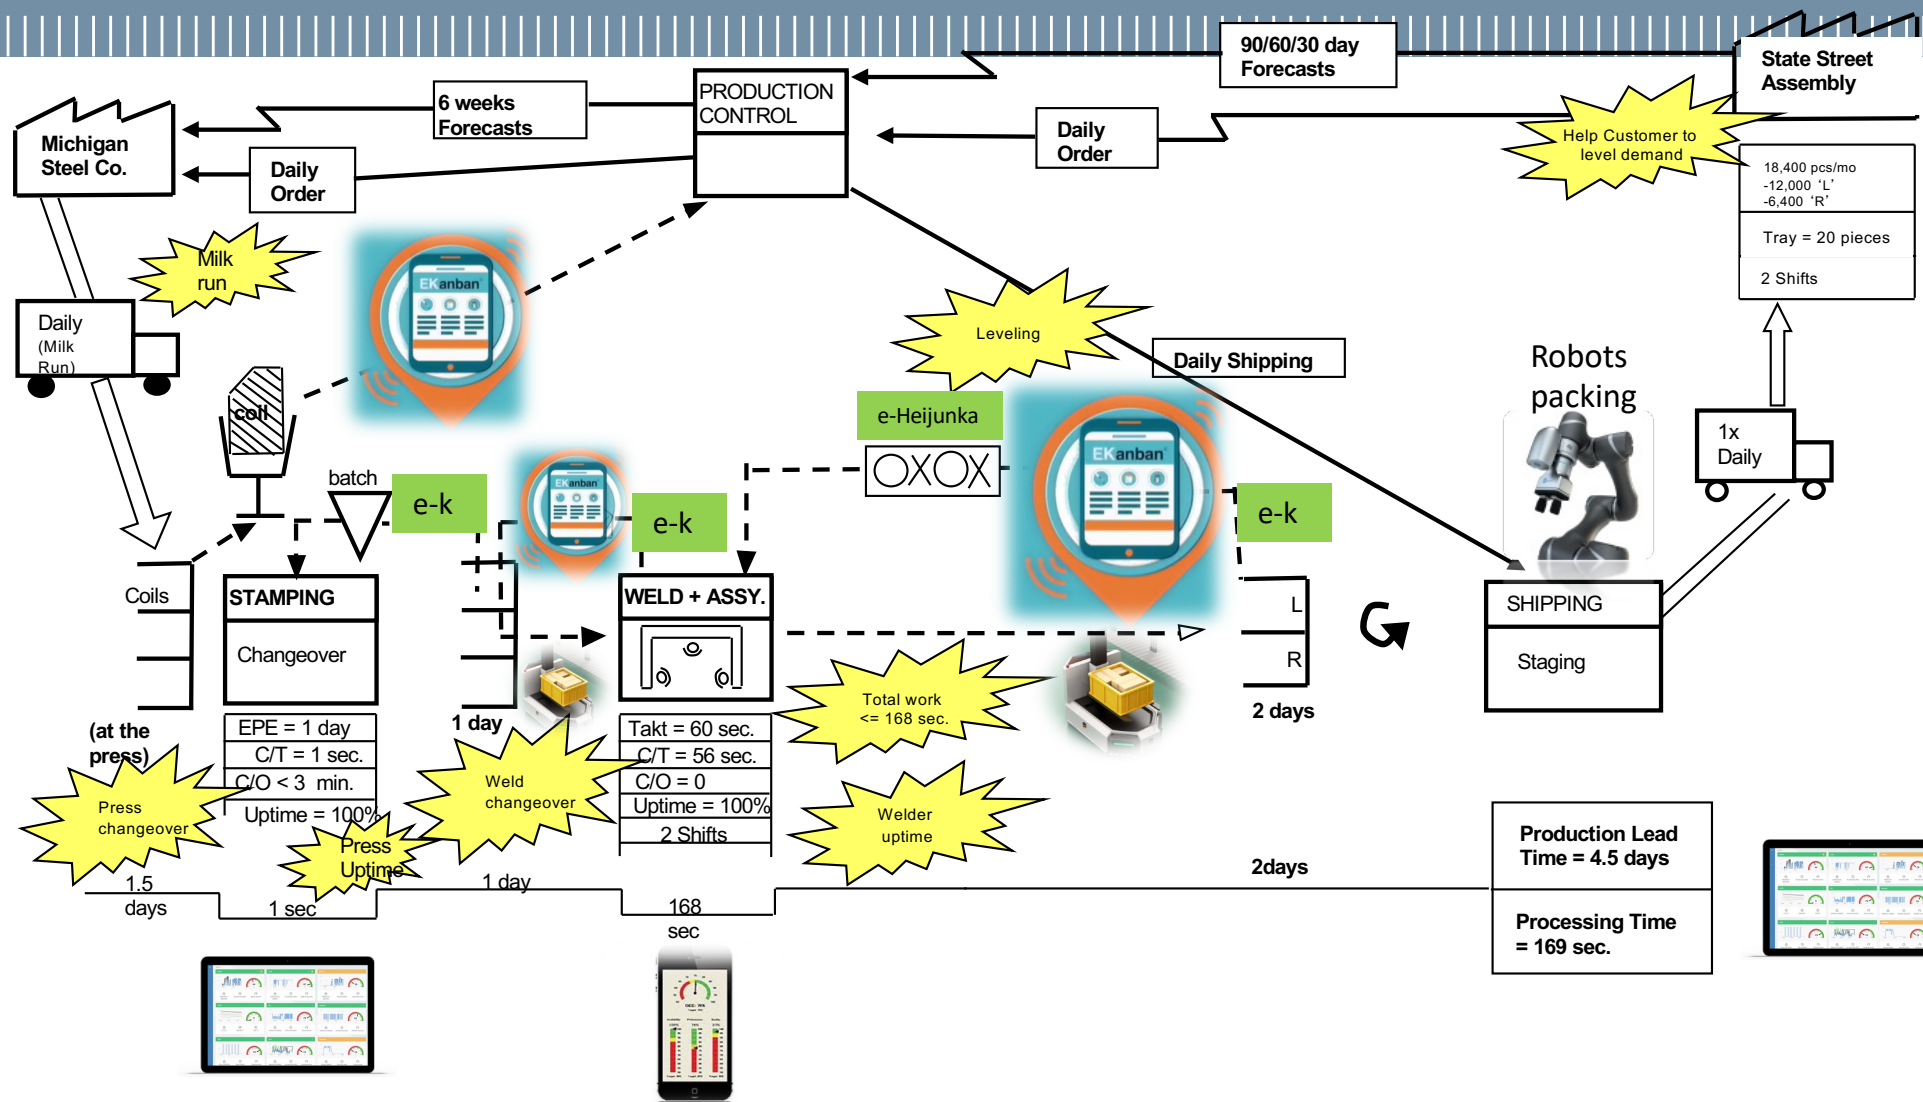 90/60/30 day
Forecasts
State Street
Assembly
6 weeks
Forecasts
PRODUCTION
CONTROL
Daily
Order
Help Customer to
level demand
Michigan
Steel Co.
Daily
Order
18,400 pcs/mo
-12,000 ‘L’
-6,400 ‘R’
Tray = 20 pieces
2 Shifts
Milk
run
EKanban
Daily
(Milk
Run)
Leveling
Daily Shipping
Robots
packing
coil
e-Heijunka
OXOX
EKanban
1x
Daily
batch
e-k
EKanban
e-k
e-k
Coils
STAMPING
Changeover
WELD + ASSY.
L
R
SHIPPING
Staging
(at the
press)
EPE = 1 day
C/T = 1 sec.
C/O < 3 min.
Uptime = 100%
1 day
Takt = 60 sec.
C/T = 56 sec.
C/O = 0
Uptime = 100%
2 Shifts
Total work
<= 168 sec.
2 days
Press
changeover
Weld
changeover
Welder
uptime
Press
Uptime
Production Lead
Time = 4.5 days
Processing Time
= 169 sec.
1.5
days
1 sec
1 day
168
sec
2days